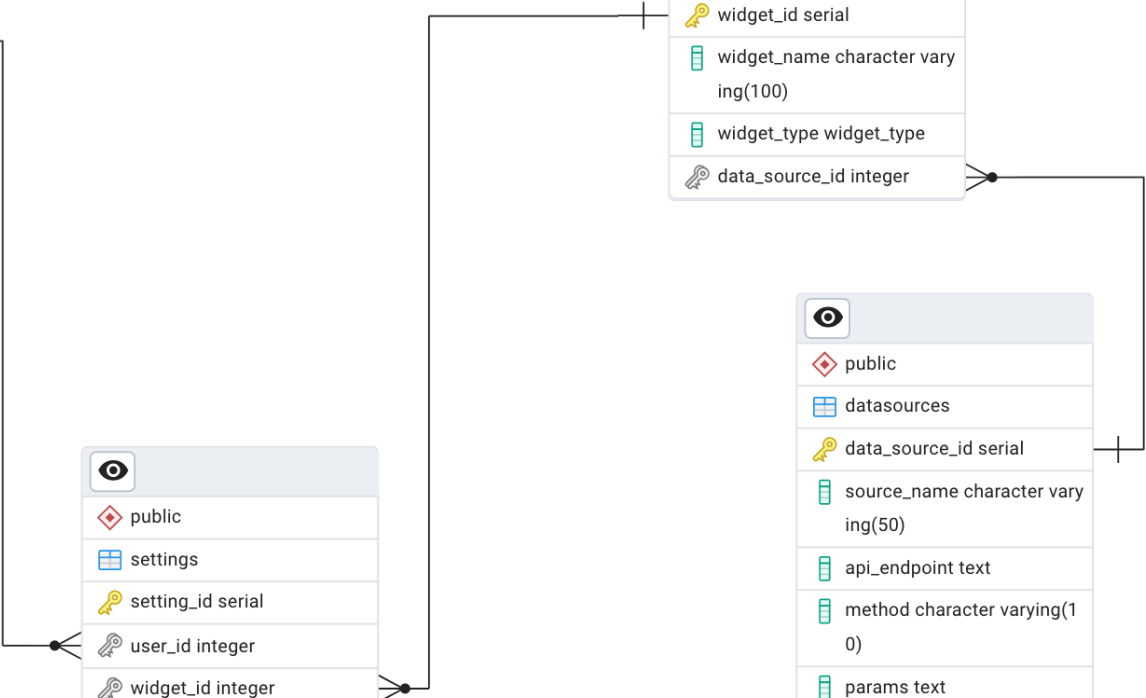 widget_id serial
widget_name character vary
ing(100)
widget_type widget_type
data_source_id integer
public
datasources
data_source_id serial
source_name character vary
ing(50)
api_endpoint text
method character varying(1
0)
params text
public
settings
setting_id serial
user_id integer
widget_id integer